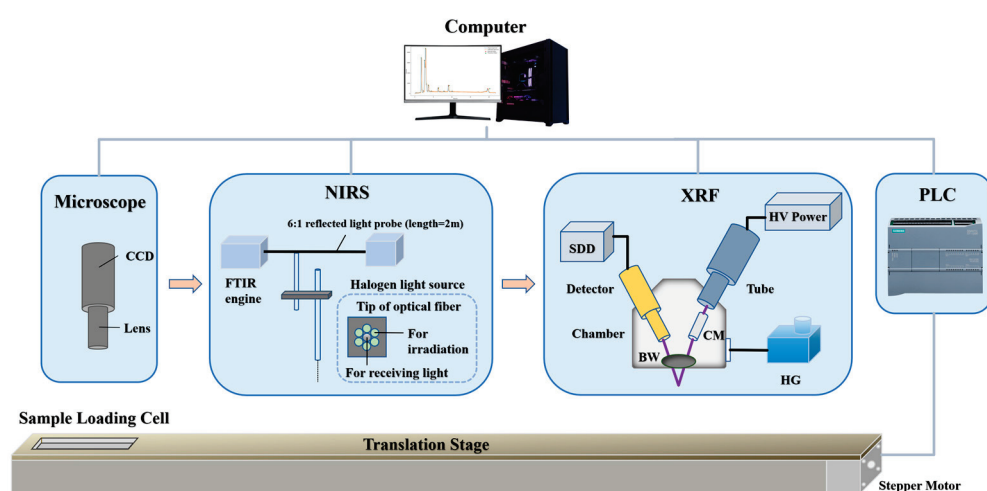 Computer
Microscope
CCD
Lens
NIRS
6:1 reflected light probe (length=2m)
FTIR
engine
Halogen light source
Tip of optical fiber
For
irradiation
For receiving light
XRF
SDD
HV Power
Detector
Tube
Chamber
CM
BW
HG
PLC
Sample Loading Cell
Translation Stage
Stepper Motor